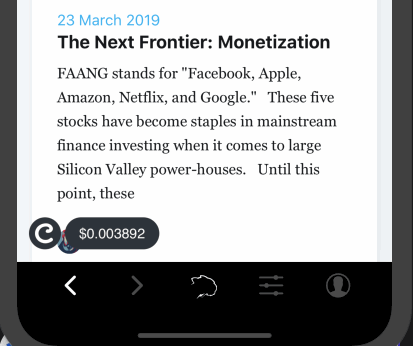 23 March 2019
The Next Frontier: Monetization
FAANG stands for "Facebook, Apple,
Amazon, Netflix, and Google." These five
stocks have become staples in mainstream
finance investing when it comes to large
Silicon Valley power-houses. Until this
point, these
$0.003892